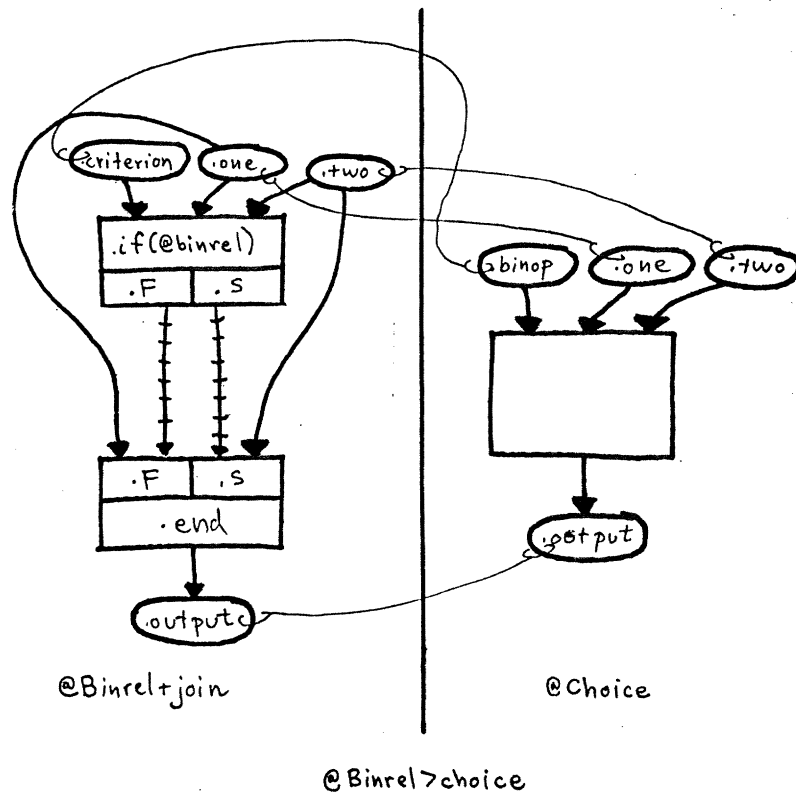 .criterion
.one
.two
.if(@binrel)
.F
.S
.F
.S
.end
.output
@Binrel+join
.binop
.one
.two
.output
@Choice
@Binrel>choice